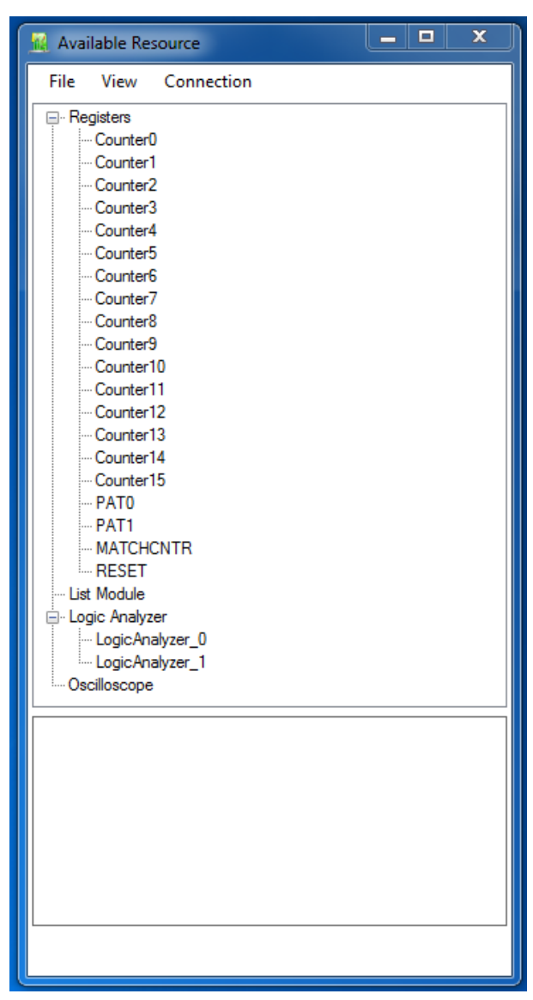 Available Resource
File View Connection
Registers
Counter0
Counter1
Counter2
Counter3
Counter4
Counter5
Counter6
Counter7
Counter8
Counter9
Counter10
Counter11
Counter12
Counter13
Counter14
Counter15
PAT0
PAT1
MATCHCNTR
RESET
List Module
Logic Analyzer
LogicAnalyzer_0
LogicAnalyzer_1
Oscilloscope